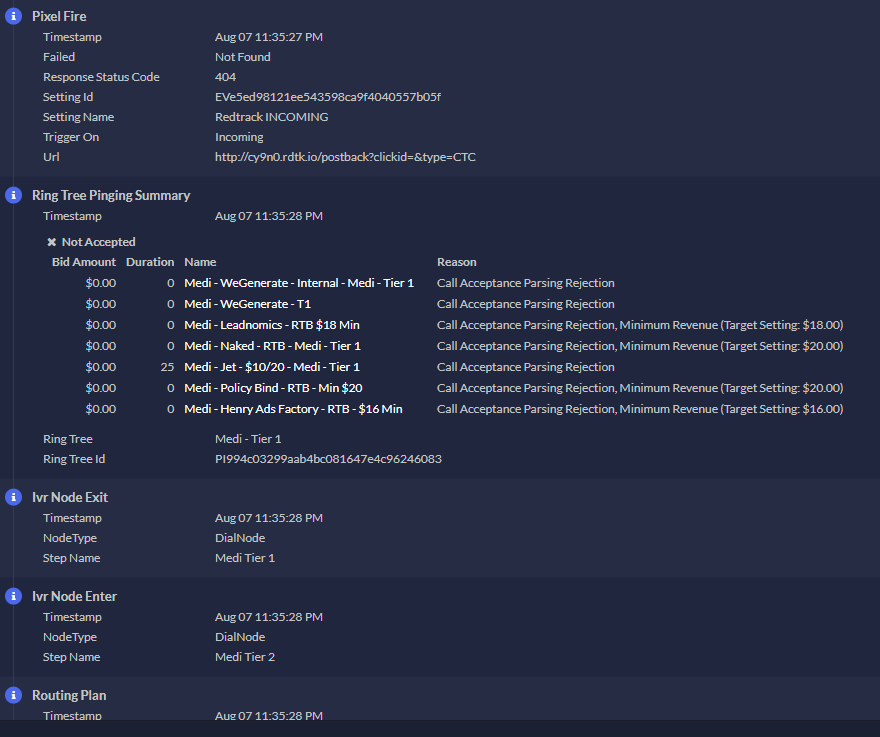 Pixel Fire
Timestamp Aug 07 11:35:27 PM
Failed Not Found
Response Status Code 404
Setting Id EVe5ed98121ee543598ca9f4040557b05f
Setting Name Redtrack INCOMING
Trigger On Incoming
Url http://cy9n0.rdtk.io/postback?clickid=&type=CTC
Ring Tree Pinging Summary
Timestamp Aug 07 11:35:28 PM
✖ Not Accepted
Bid Amount Duration Name Reason
$0.00 0 Medi - WeGenerate - Internal - Medi - Tier 1 Call Acceptance Parsing Rejection
$0.00 0 Medi - WeGenerate - T1 Call Acceptance Parsing Rejection
$0.00 0 Medi - Leadnomics - RTB $18 Min Call Acceptance Parsing Rejection, Minimum Revenue (Target Setting: $18.00)
$0.00 0 Medi - Naked - RTB - Medi - Tier 1 Call Acceptance Parsing Rejection, Minimum Revenue (Target Setting: $20.00)
$0.00 25 Medi - Jet - $10/20 - Medi - Tier 1 Call Acceptance Parsing Rejection
$0.00 0 Medi - Policy Bind - RTB - Min $20 Call Acceptance Parsing Rejection, Minimum Revenue (Target Setting: $20.00)
$0.00 0 Medi - Henry Ads Factory - RTB - $16 Min Call Acceptance Parsing Rejection, Minimum Revenue (Target Setting: $16.00)
Ring Tree Medi - Tier 1
Ring Tree Id PI994c03299aab4bc081647e4c96246083
Ivr Node Exit
Timestamp Aug 07 11:35:28 PM
NodeType DialNode
Step Name Medi Tier 1
Ivr Node Enter
Timestamp Aug 07 11:35:28 PM
NodeType DialNode
Step Name Medi Tier 2
Routing Plan
Timestamp Aug 07 11:35:28 PM